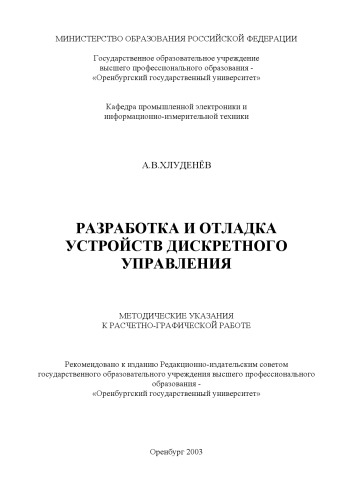 МИНИСТЕРСТВО ОБРАЗОВАНИЯ РОССИЙСКОЙ ФЕДЕРАЦИИ
Государственное образовательное учреждение
высшего профессионального образования -
«Оренбургский государственный университет»
Кафедра промышленной электроники и
информационно-измерительной техники
А.В.ХЛУДЕНЁВ
РАЗРАБОТКА И ОТЛАДКА
УСТРОЙСТВ ДИСКРЕТНОГО
УПРАВЛЕНИЯ
МЕТОДИЧЕСКИЕ УКАЗАНИЯ
К РАСЧЕТНО-ГРАФИЧЕСКОЙ РАБОТЕ
Рекомендовано к изданию Редакционно-издательским советом
государственного образовательного учреждения высшего профессионального
образования -
«Оренбургский государственный университет»
Оренбург 2003